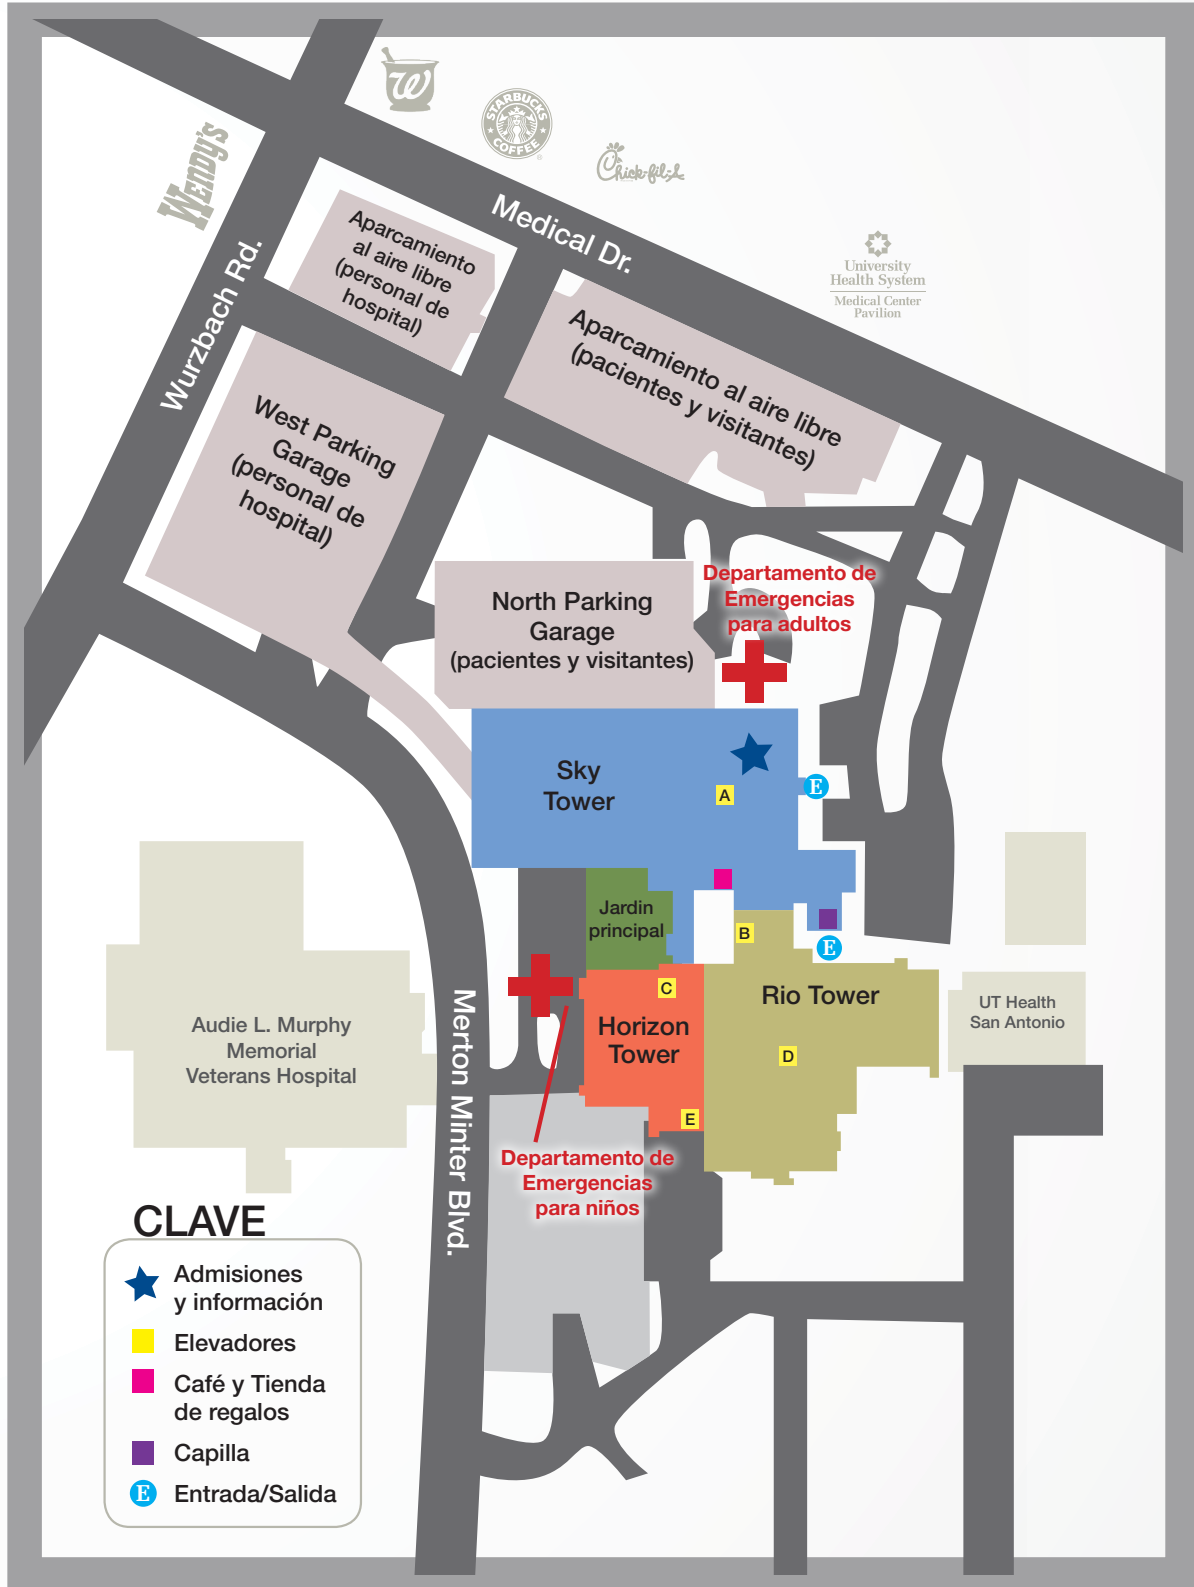 W
STARBUCKS
COFFEE
Chick-fil-A
WENDY'S
Medical Dr.
Wurzbach Rd.
University
Health System
Medical Center
Pavilion
Aparcamiento
al aire libre
(personal de
hospital)
Aparcamiento al aire libre
(pacientes y visitantes)
West Parking
Garage
(personal de
hospital)
North Parking
Garage
(pacientes y visitantes)
Departamento de
Emergencias
para adultos
Sky
Tower
A
E
Jardin
principal
B
E
C
Horizon
Tower
Rio Tower
D
E
UT Health
San Antonio
Audie L. Murphy
Memorial
Veterans Hospital
Merton Minter Blvd.
Departamento de
Emergencias
para niños
CLAVE
Admisiones
y información
Elevadores
Café y Tienda
de regalos
Capilla
E Entrada/Salida